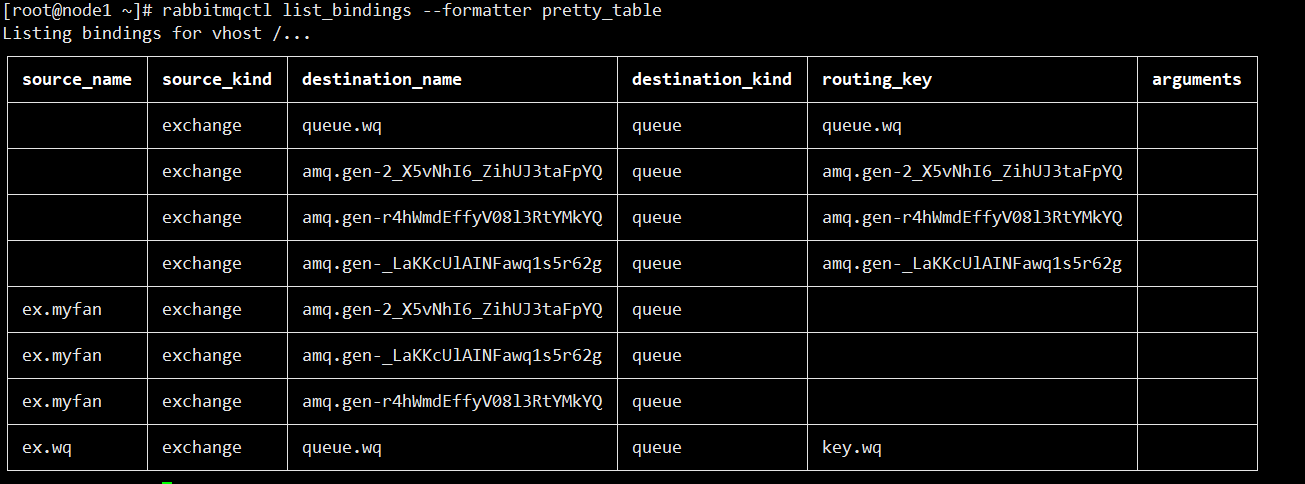 [root@node1 ~]# rabbitmqctl list_bindings --formatter pretty_table
Listing bindings for vhost /...
source_name source_kind destination_name destination_kind routing_key arguments
exchange queue.wq queue queue.wq
exchange amq.gen-2_X5vNhI6_ZihUJ3taFpYQ queue amq.gen-2_X5vNhI6_ZihUJ3taFpYQ
exchange amq.gen-r4hWmdEffyV08l3RtYMkYQ queue amq.gen-r4hWmdEffyV08l3RtYMkYQ
exchange amq.gen-_LaKKcUlAINFawq1s5r62g queue amq.gen-_LaKKcUlAINFawq1s5r62g
ex.myfan exchange amq.gen-2_X5vNhI6_ZihUJ3taFpYQ queue
ex.myfan exchange amq.gen-_LaKKcUlAINFawq1s5r62g queue
ex.myfan exchange amq.gen-r4hWmdEffyV08l3RtYMkYQ queue
ex.wq exchange queue.wq queue key.wq